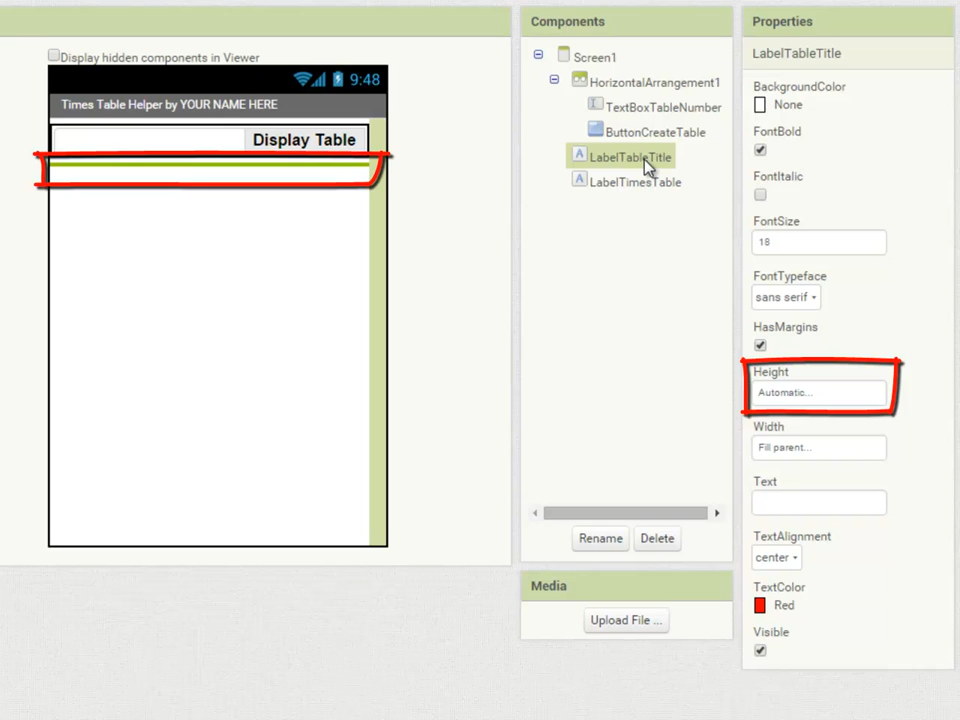 Display hidden components in Viewer
9:48
Times Table Helper by YOUR NAME HERE
Display Table
Components
Screen1
HorizontalArrangement1
TextBoxTableNumber
ButtonCreateTable
A LabelTableTitle
A LabelTimesTable
Rename
Delete
Media
Upload File ...
Properties
LabelTableTitle
BackgroundColor
None
FontBold
FontItalic
FontSize
18
FontTypeface
sans serif
HasMargins
Height
Automatic...
Width
Fill parent...
Text
TextAlignment
center
TextColor
Red
Visible